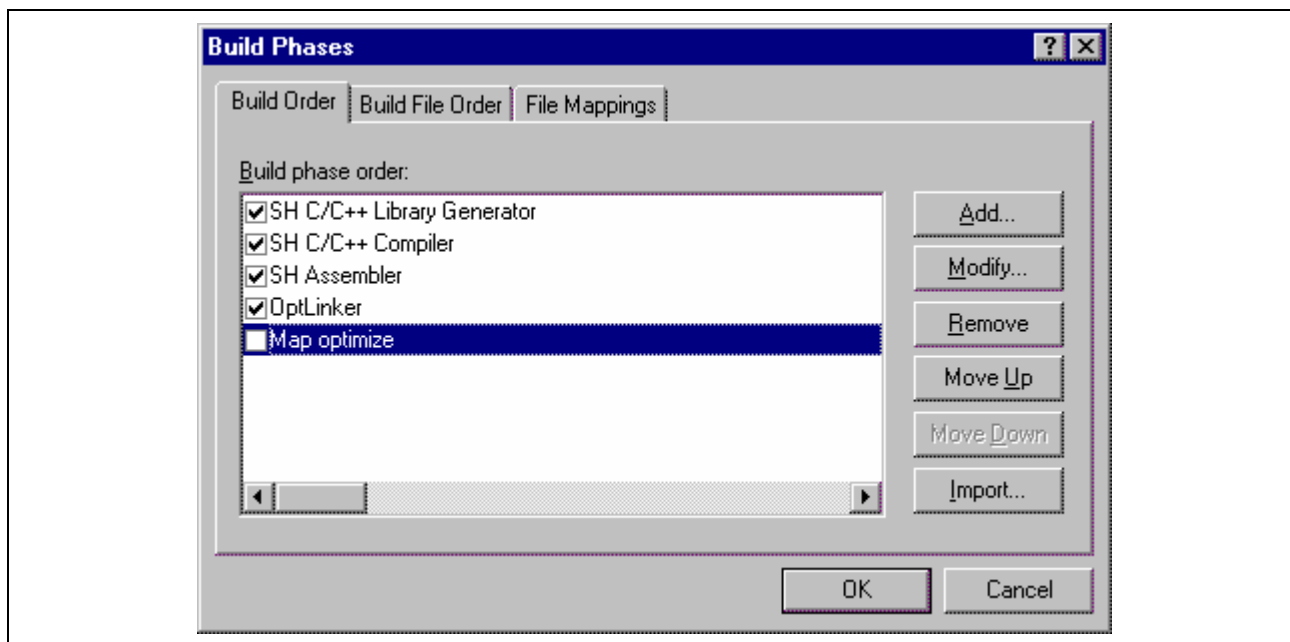 Build Phases
Build Order Build File Order File Mappings
Build phase order:
SH C/C++ Library Generator
SH C/C++ Compiler
SH Assembler
OptLinker
Map optimize
Add...
Modify...
Remove
Move Up
Move Down
Import...
OK Cancel